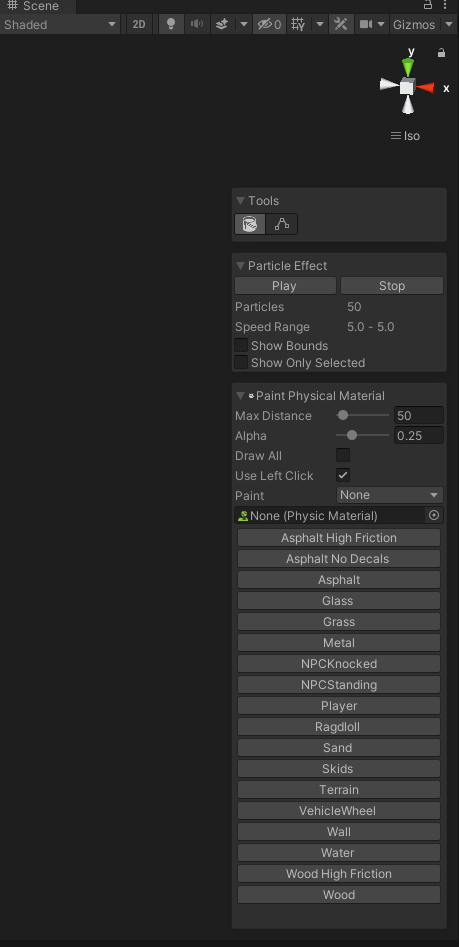 Scene
Shaded 2D 0 Gizmos
y
x
Iso
Tools
Particle Effect
Play Stop
Particles 50
Speed Range 5.0 - 5.0
Show Bounds
Show Only Selected
Paint Physical Material
Max Distance 50
Alpha 0.25
Draw All
Use Left Click
Paint None
None (Physic Material)
Asphalt High Friction
Asphalt No Decals
Asphalt
Glass
Grass
Metal
NPCKnocked
NPCStanding
Player
Ragdloll
Sand
Skids
Terrain
VehicleWheel
Wall
Water
Wood High Friction
Wood